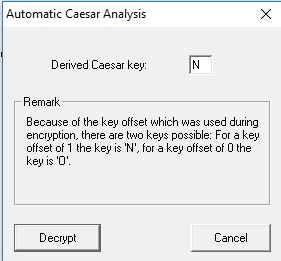 Automatic Caesar Analysis
Derived Caesar key: N
Remark
Because of the key offset which was used during
encryption, there are two keys possible: For a key
offset of 1 the key is 'N', for a key offset of 0 the
key is 'O'.
Decrypt Cancel